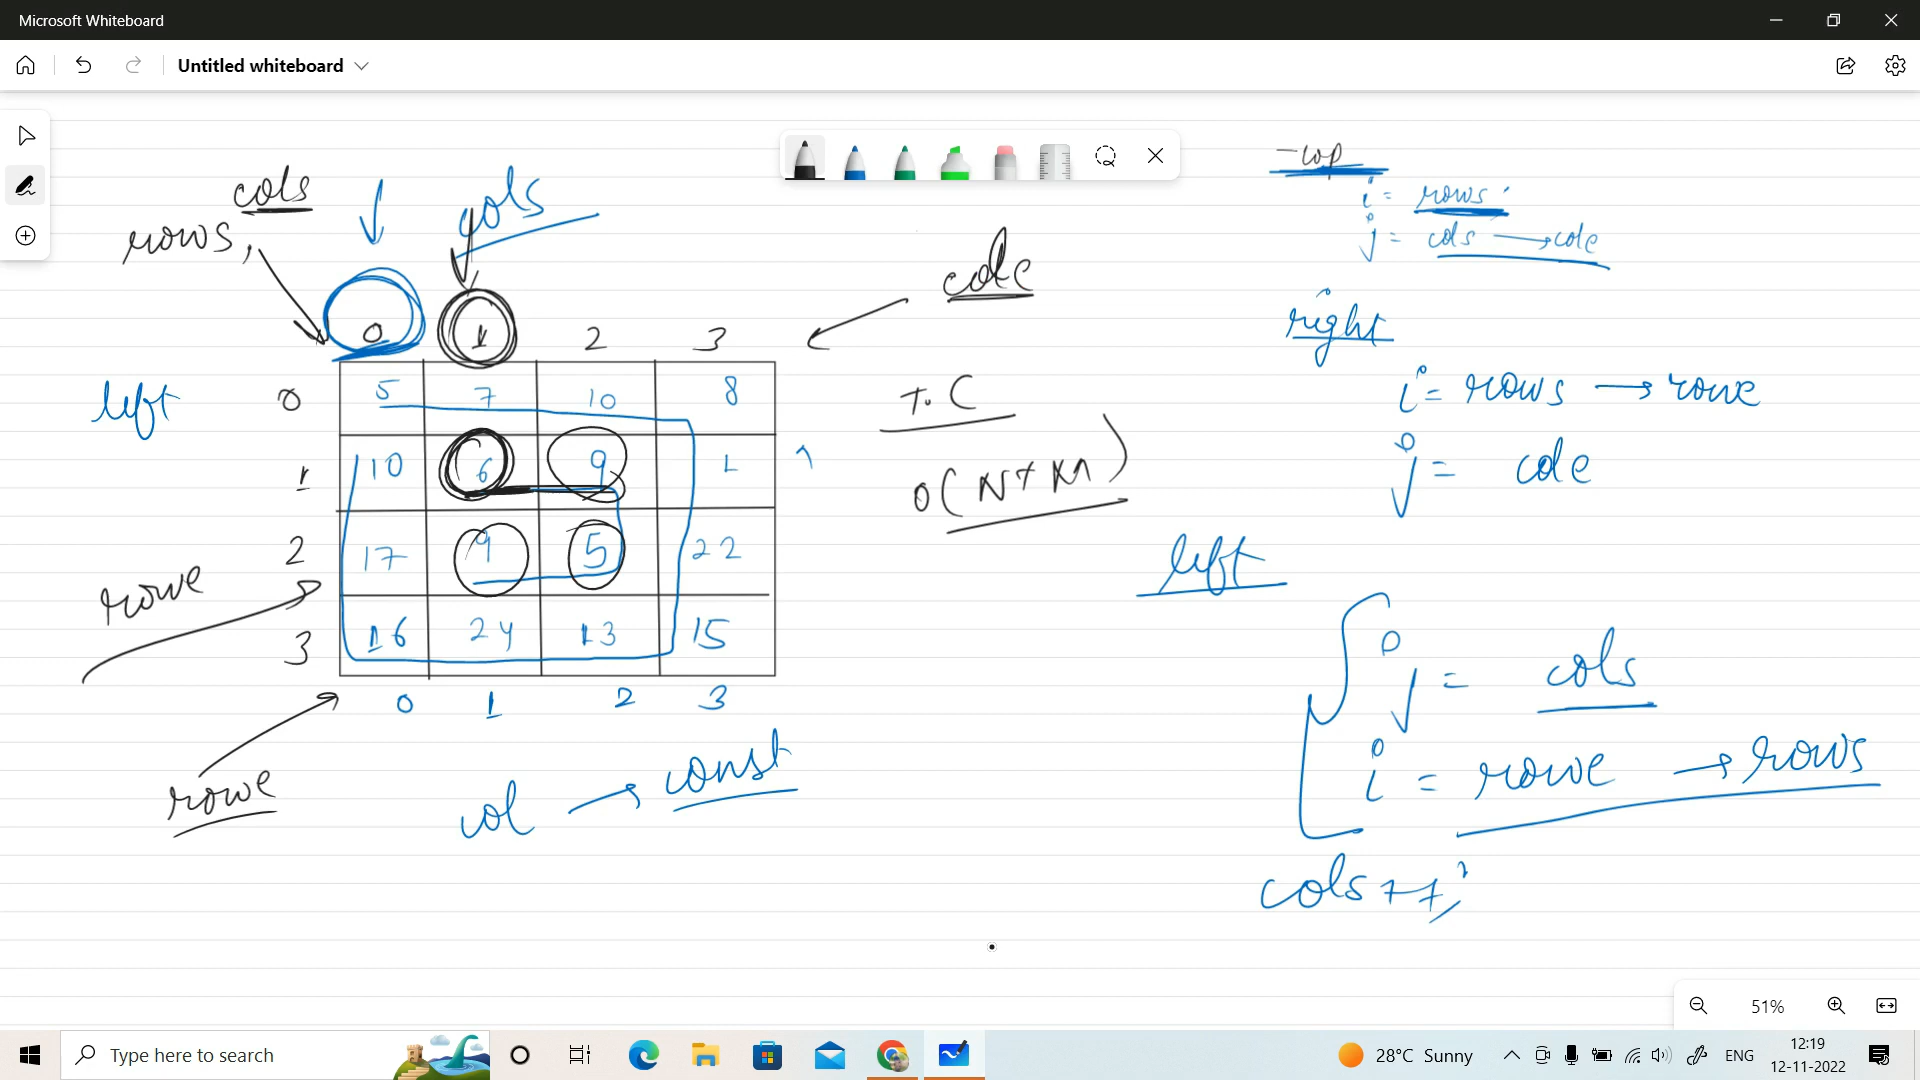 Microsoft Whiteboard
Untitled whiteboard
cols
rows,
cols
cole
0 1 2 3
left
0 5 7 10 8
1 10 6 9 1
2 17 9 5 22
3 16 24 13 15
0 1 2 3
rowe
rowe
col → const
T.C
O(N+M)
top
i = rows
j = cols → cole
right
i = rows → rowe
j = cole
left
j = cols
i = rowe → rows
cols++;
51%
Type here to search
28°C Sunny
ENG
12:19
12-11-2022